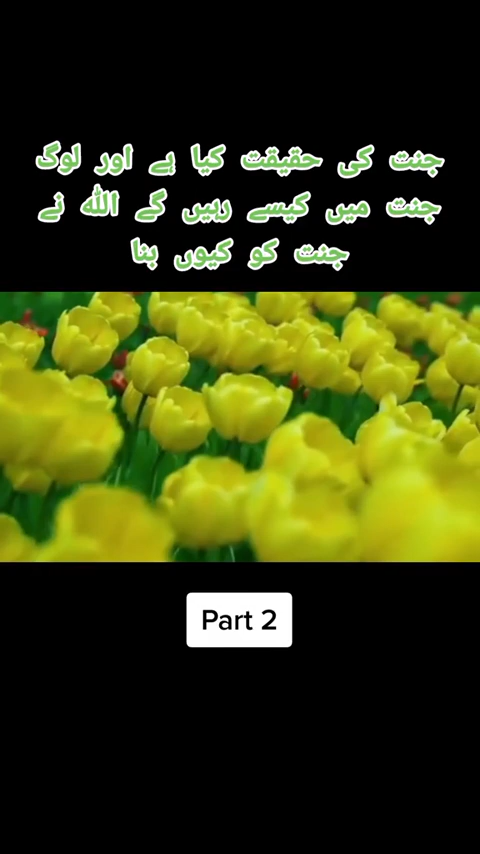 جنت کی حقیقت کیا ہے اور لوگ
جنت میں کیسے رہیں گے اللہ نے
جنت کو کیوں بنا
Part 2